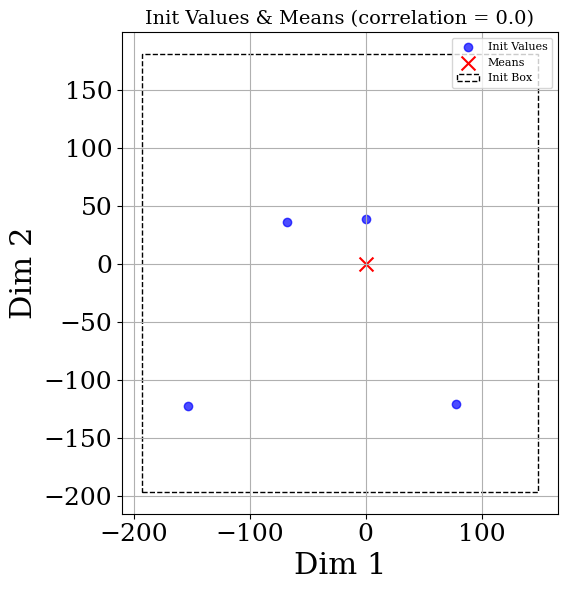 Init Values & Means (correlation = 0.0)
Init Values
Means
Init Box
150
100
50
0
−50
−100
−150
−200
Dim 2
−200
−100
0
100
Dim 1